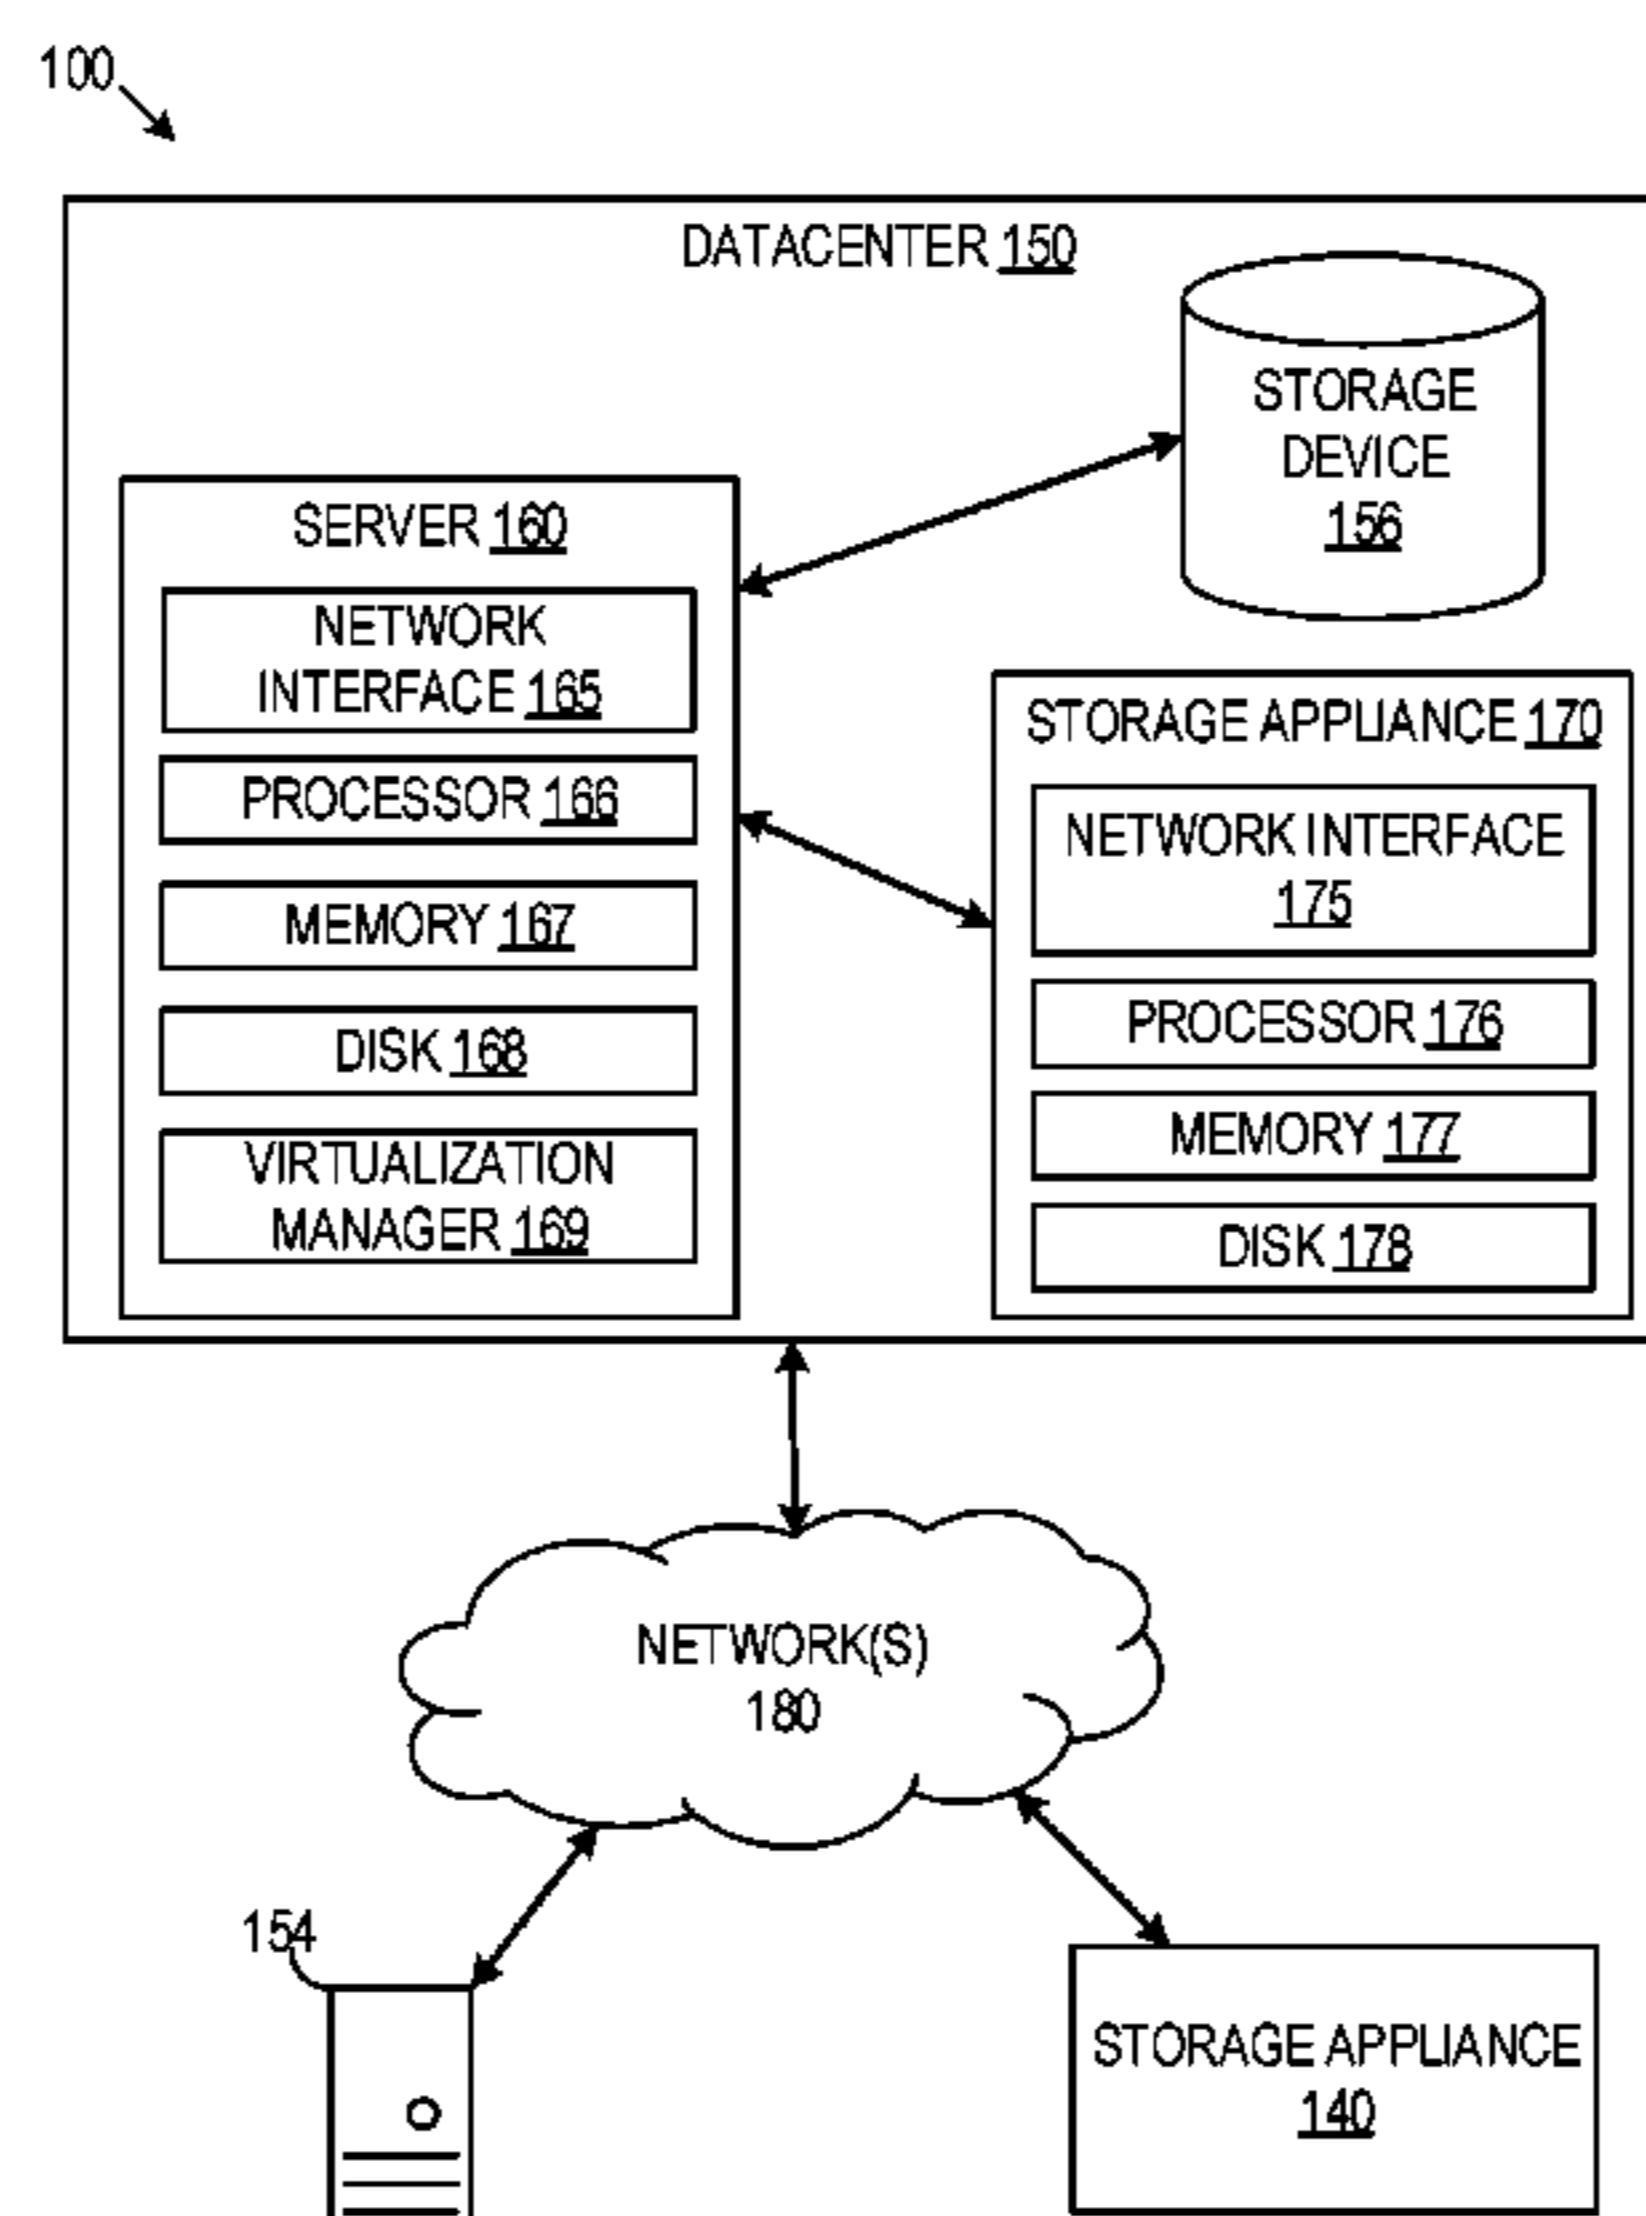 100
DATACENTER 150
STORAGE
DEVICE
156
SERVER 160
NETWORK
INTERFACE 165
PROCESSOR 166
MEMORY 167
DISK 168
VIRTUALIZATION
MANAGER 169
STORAGE APPLIANCE 170
NETWORK INTERFACE
175
PROCESSOR 176
MEMORY 177
DISK 178
NETWORK(S)
180
154
STORAGE APPLIANCE
140